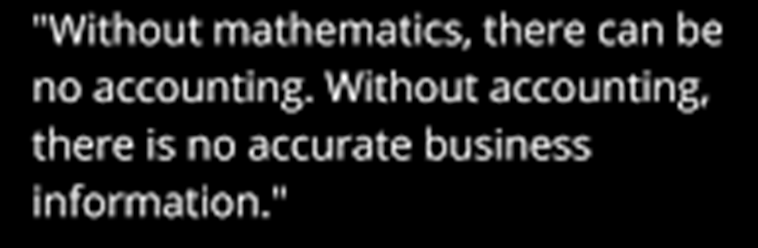 "Without mathematics, there can be
no accounting. Without accounting,
there is no accurate business
information."